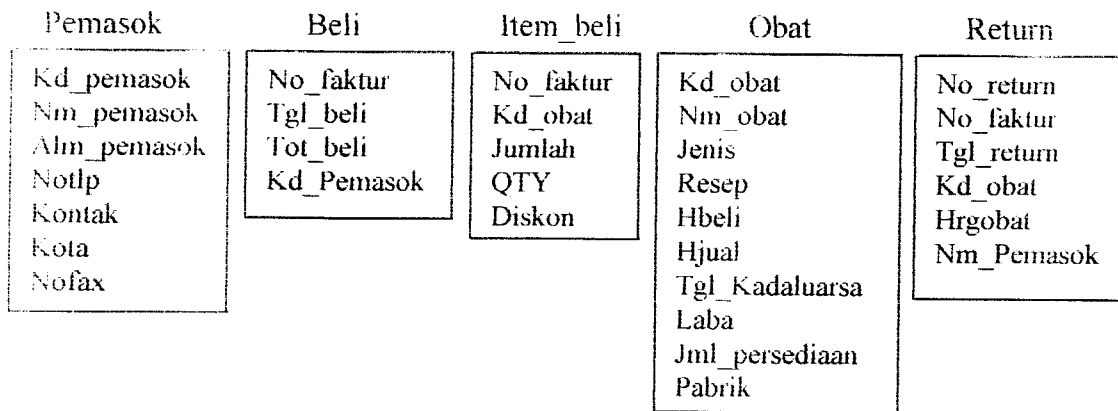 Pemasok
Kd_pemasok
Nm_pemasok
Alm_pemasok
Notlp
Kontak
Kota
Nofax
Beli
No_faktur
Tgl_beli
Tot_beli
Kd_Pemasok
Item_beli
No_faktur
Kd_obat
Jumlah
QTY
Diskon
Obat
Kd_obat
Nm_obat
Jenis
Resep
Hbeli
Hjual
Tgl_Kadaluarsa
Laba
Jml_persediaan
Pabrik
Return
No_return
No_faktur
Tgl_return
Kd_obat
Hrgobat
Nm_Pemasok